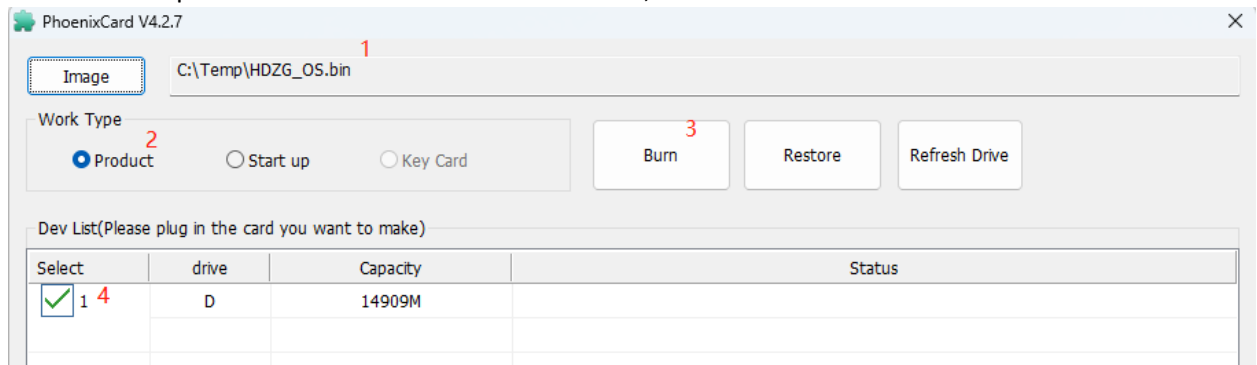 PhoenixCard V4.2.7
1
Image C:\Temp\HDZG_OS.bin
Work Type
2 3
Product Start up Key Card Burn Restore Refresh Drive
Dev List(Please plug in the card you want to make)
Select drive Capacity Status
1 4 D 14909M